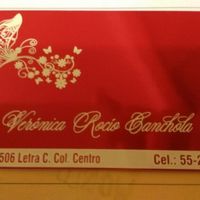 Verónica Rocio Canchola
506 Letra C. Col. Centro
Cel.: 55-2